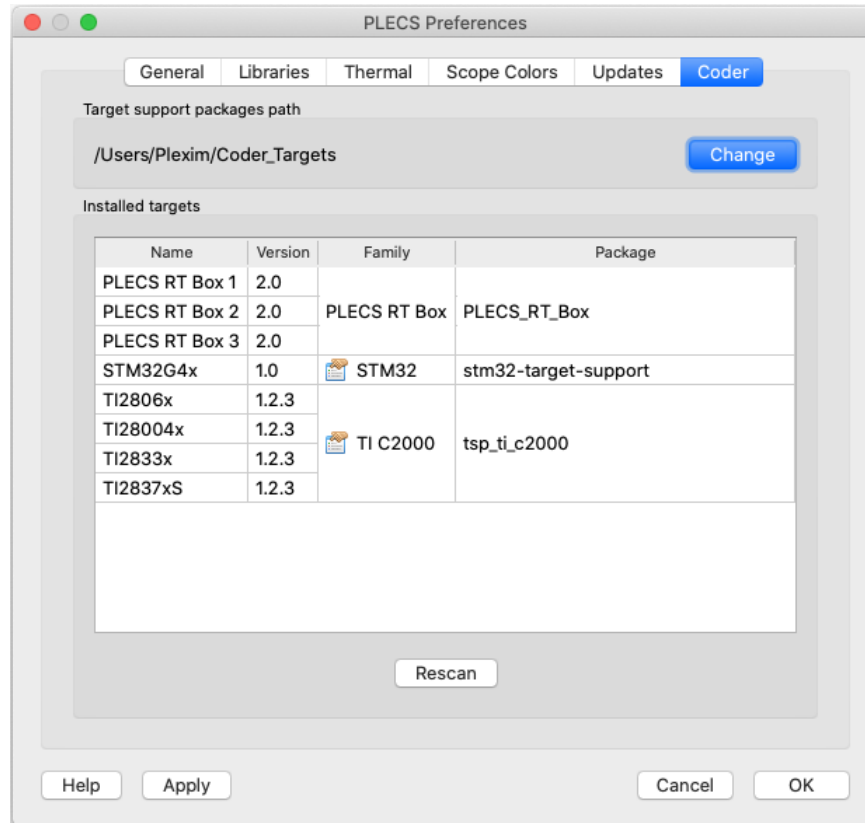 PLECS Preferences
General Libraries Thermal Scope Colors Updates Coder
Target support packages path
/Users/Plexim/Coder_Targets Change
Installed targets
Name Version Family Package
PLECS RT Box 1 2.0
PLECS RT Box 2 2.0 PLECS RT Box PLECS_RT_Box
PLECS RT Box 3 2.0
STM32G4x 1.0 STM32 stm32-target-support
TI2806x 1.2.3
TI28004x 1.2.3
TI C2000 tsp_ti_c2000
TI2833x 1.2.3
TI2837xS 1.2.3
Rescan
Help Apply Cancel OK